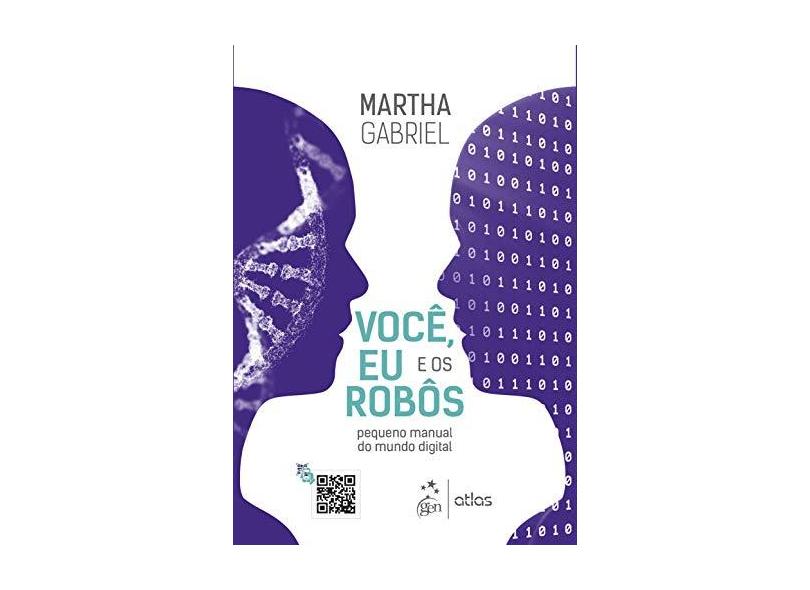 MARTHA
GABRIEL
VOCÊ,
EU E OS
ROBÔS
pequeno manual
do mundo digital
gen atlas